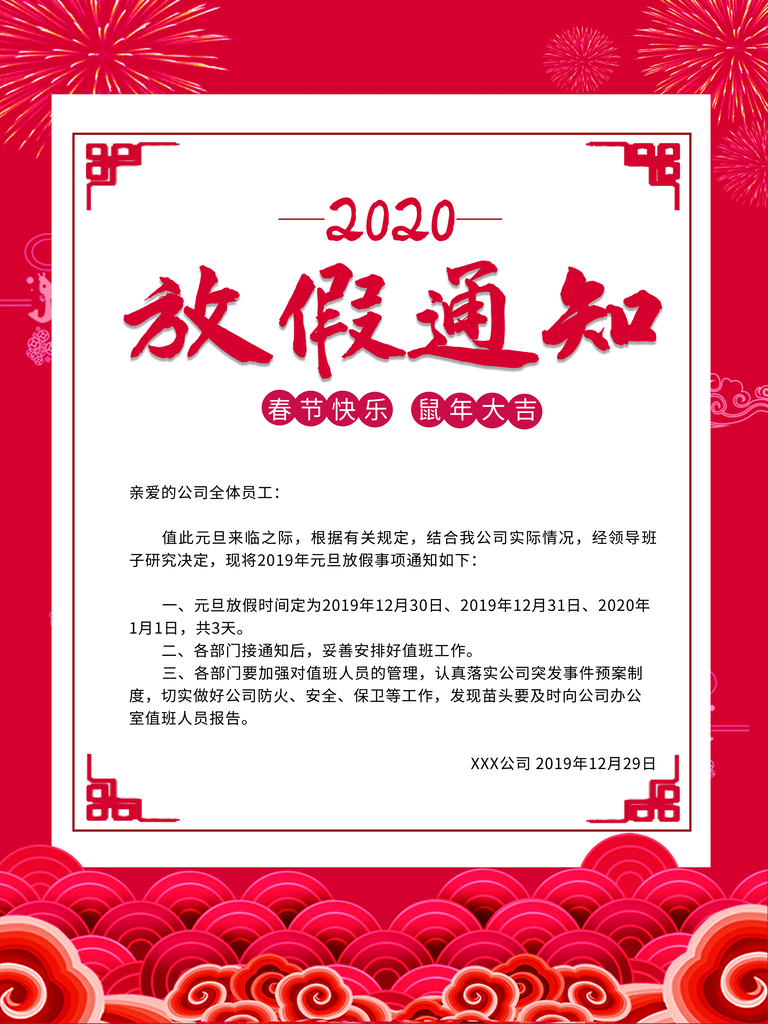 2020
放假通知
春节快乐 鼠年大吉
亲爱的公司全体员工：
值此元旦来临之际，根据有关规定，结合我公司实际情况，经领导班
子研究决定，现将2019年元旦放假事项通知如下：
一、元旦放假时间定为2019年12月30日、2019年12月31日、2020年
1月1日，共3天。
二、各部门接通知后，妥善安排好值班工作。
三、各部门要加强对值班人员的管理，认真落实公司突发事件预案制
度，切实做好公司防火、安全、保卫等工作，发现苗头要及时向公司办公
室值班人员报告。
XXX公司 2019年12月29日